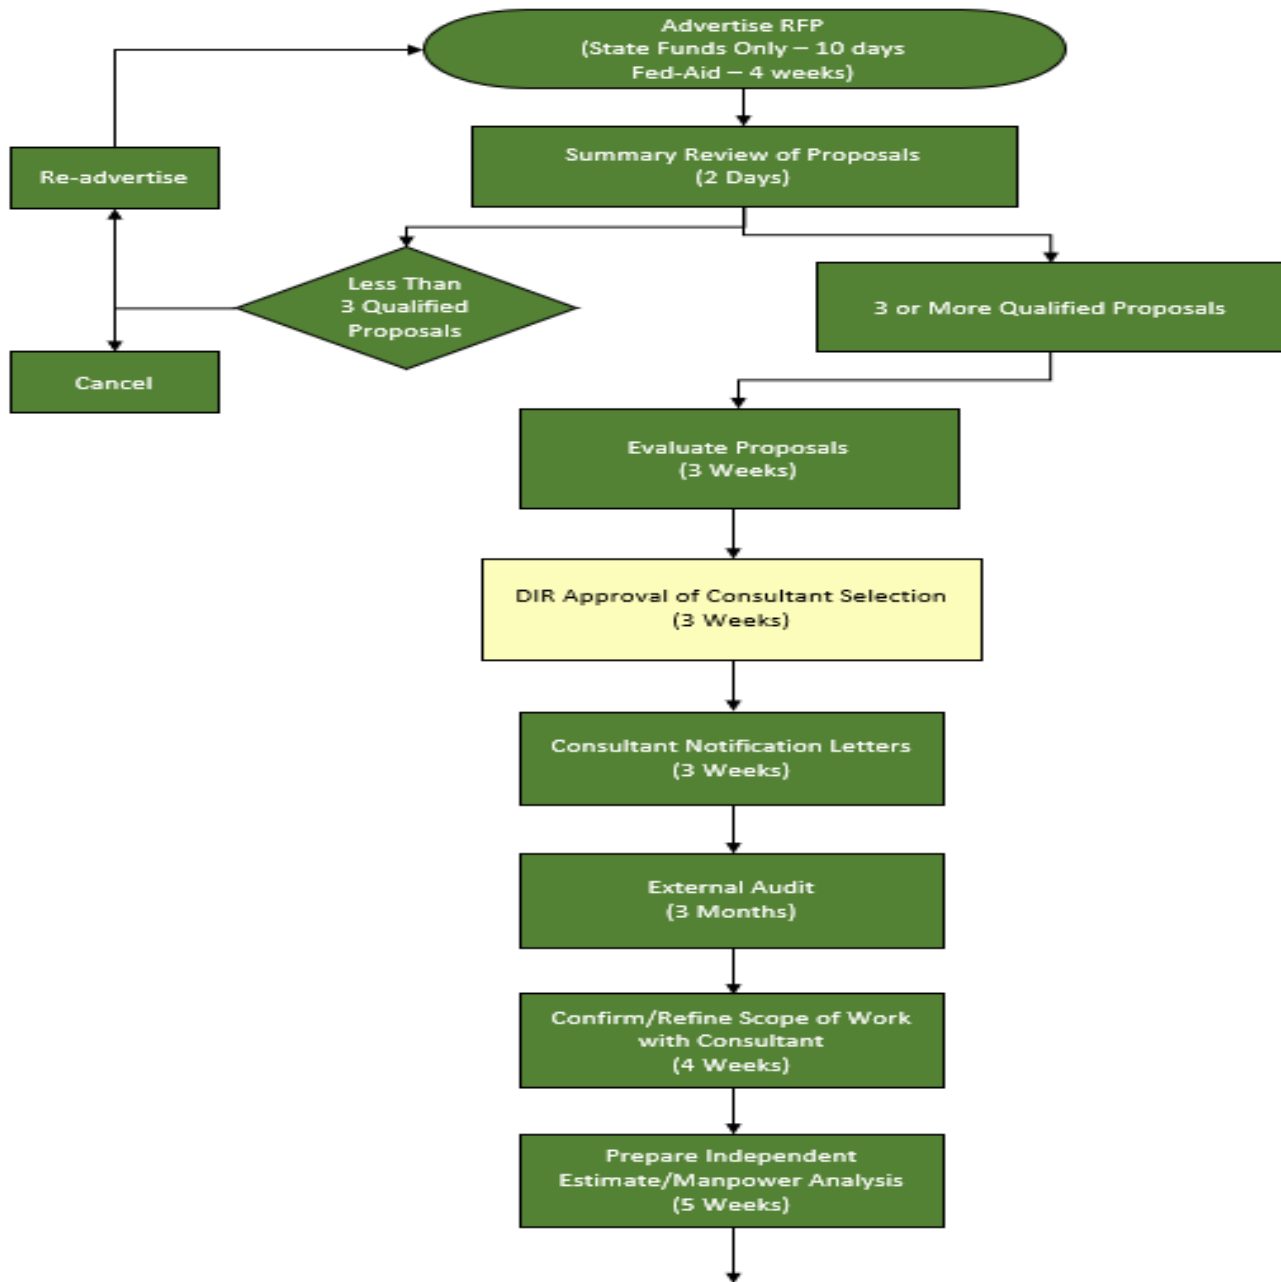 Advertise RFP
(State Funds Only – 10 days
Fed-Aid – 4 weeks)
Summary Review of Proposals
(2 Days)
Re-advertise
Less Than
3 Qualified
Proposals
3 or More Qualified Proposals
Cancel
Evaluate Proposals
(3 Weeks)
DIR Approval of Consultant Selection
(3 Weeks)
Consultant Notification Letters
(3 Weeks)
External Audit
(3 Months)
Confirm/Refine Scope of Work
with Consultant
(4 Weeks)
Prepare Independent
Estimate/Manpower Analysis
(5 Weeks)